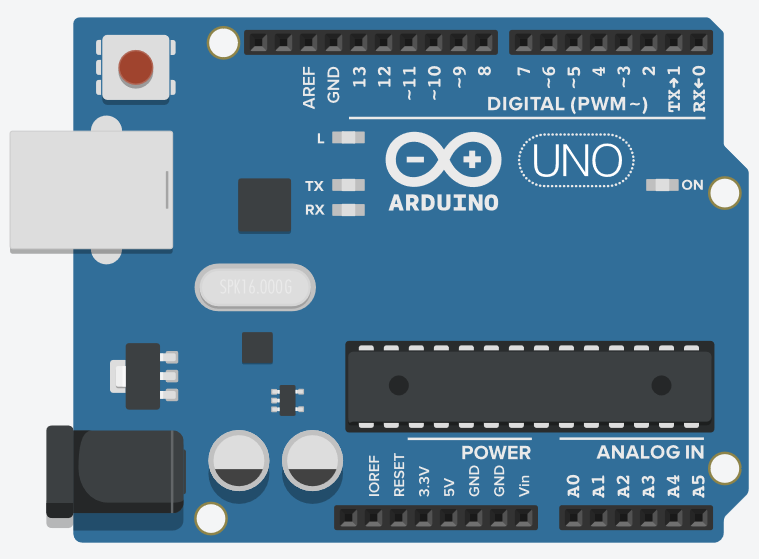 AREF
GND
13
12
~11
~10
~9
8
7
~6
~5
4
~3
2
TX→1
RX←0
DIGITAL (PWM~)
L
TX
RX
ARDUINO
UNO
ON
SPK16.000G
POWER
ANALOG IN
IOREF
RESET
3.3V
5V
GND
GND
Vin
A0
A1
A2
A3
A4
A5